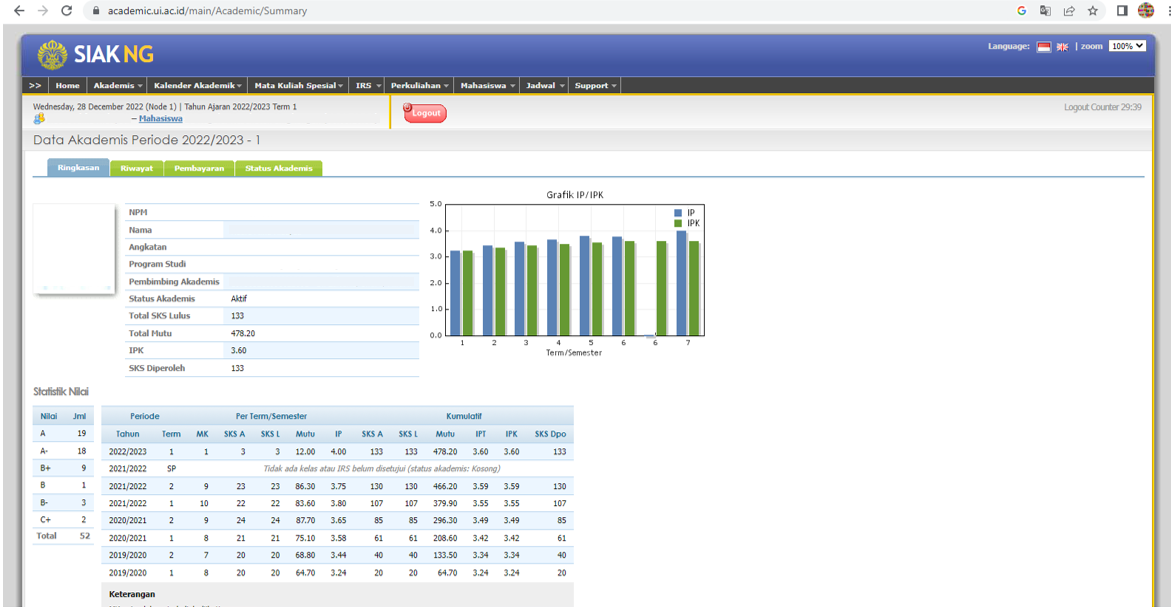 academic.ui.ac.id/main/Academic/Summary
SIAK NG
Language: | zoom 100%
>> Home Akademis Kalender Akademik Mata Kuliah Spesial IRS Perkuliahan Mahasiswa Jadwal Support
Wednesday, 28 December 2022 (Node 1) | Tahun Ajaran 2022/2023 Term 1
– Mahasiswa
Logout
Logout Counter 29:39
Data Akademis Periode 2022/2023 - 1
Ringkasan Riwayat Pembayaran Status Akademis
NPM
Nama
Angkatan
Program Studi
Pembimbing Akademis
Status Akademis Aktif
Total SKS Lulus 133
Total Mutu 478.20
IPK 3.60
SKS Diperoleh 133
Grafik IP/IPK
5.0
4.0
3.0
2.0
1.0
0.0
IP
IPK
1 2 3 4 5 6 6 7
Term/Semester
Statistik Nilai
Nilai Jml
A 19
A- 18
B+ 9
B 1
B- 3
C+ 2
Total 52
Periode Per Term/Semester Kumulatif
Tahun Term MK SKS A SKS L Mutu IP SKS A SKS L Mutu IPT IPK SKS Dpo
2022/2023 1 1 3 3 12.00 4.00 133 133 478.20 3.60 3.60 133
2021/2022 SP Tidak ada kelas atau IRS belum disetujui (status akademis: Kosong)
2021/2022 2 9 23 23 86.30 3.75 130 130 466.20 3.59 3.59 130
2021/2022 1 10 22 22 83.60 3.80 107 107 379.90 3.55 3.55 107
2020/2021 2 9 24 24 87.70 3.65 85 85 296.30 3.49 3.49 85
2020/2021 1 8 21 21 75.10 3.58 61 61 208.60 3.42 3.42 61
2019/2020 2 7 20 20 68.80 3.44 40 40 133.50 3.34 3.34 40
2019/2020 1 8 20 20 64.70 3.24 20 20 64.70 3.24 3.24 20
Keterangan